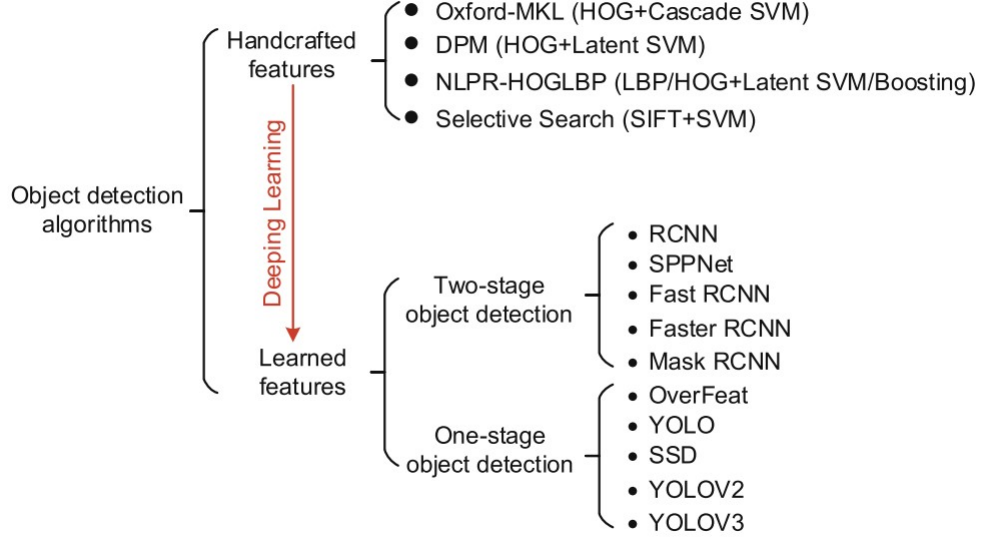 Object detection
algorithms
Handcrafted
features
Oxford-MKL (HOG+Cascade SVM)
DPM (HOG+Latent SVM)
NLPR-HOGLBP (LBP/HOG+Latent SVM/Boosting)
Selective Search (SIFT+SVM)
Deeping Learning
Learned
features
Two-stage
object detection
RCNN
SPPNet
Fast RCNN
Faster RCNN
Mask RCNN
One-stage
object detection
OverFeat
YOLO
SSD
YOLOV2
YOLOV3